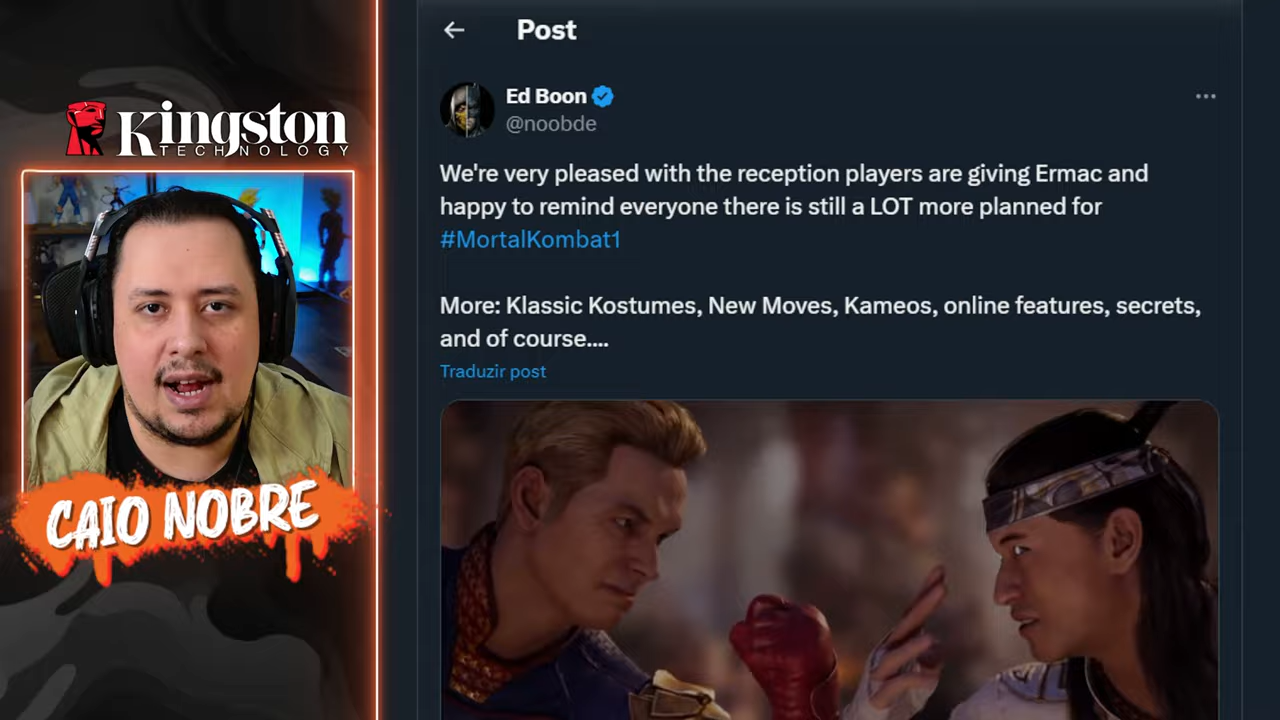 Kingston
TECHNOLOGY
CAIO NOBRE
Post
Ed Boon
@noobde
We're very pleased with the reception players are giving Ermac and
happy to remind everyone there is still a LOT more planned for
#MortalKombat1
More: Klassic Kostumes, New Moves, Kameos, online features, secrets,
and of course....
Traduzir post